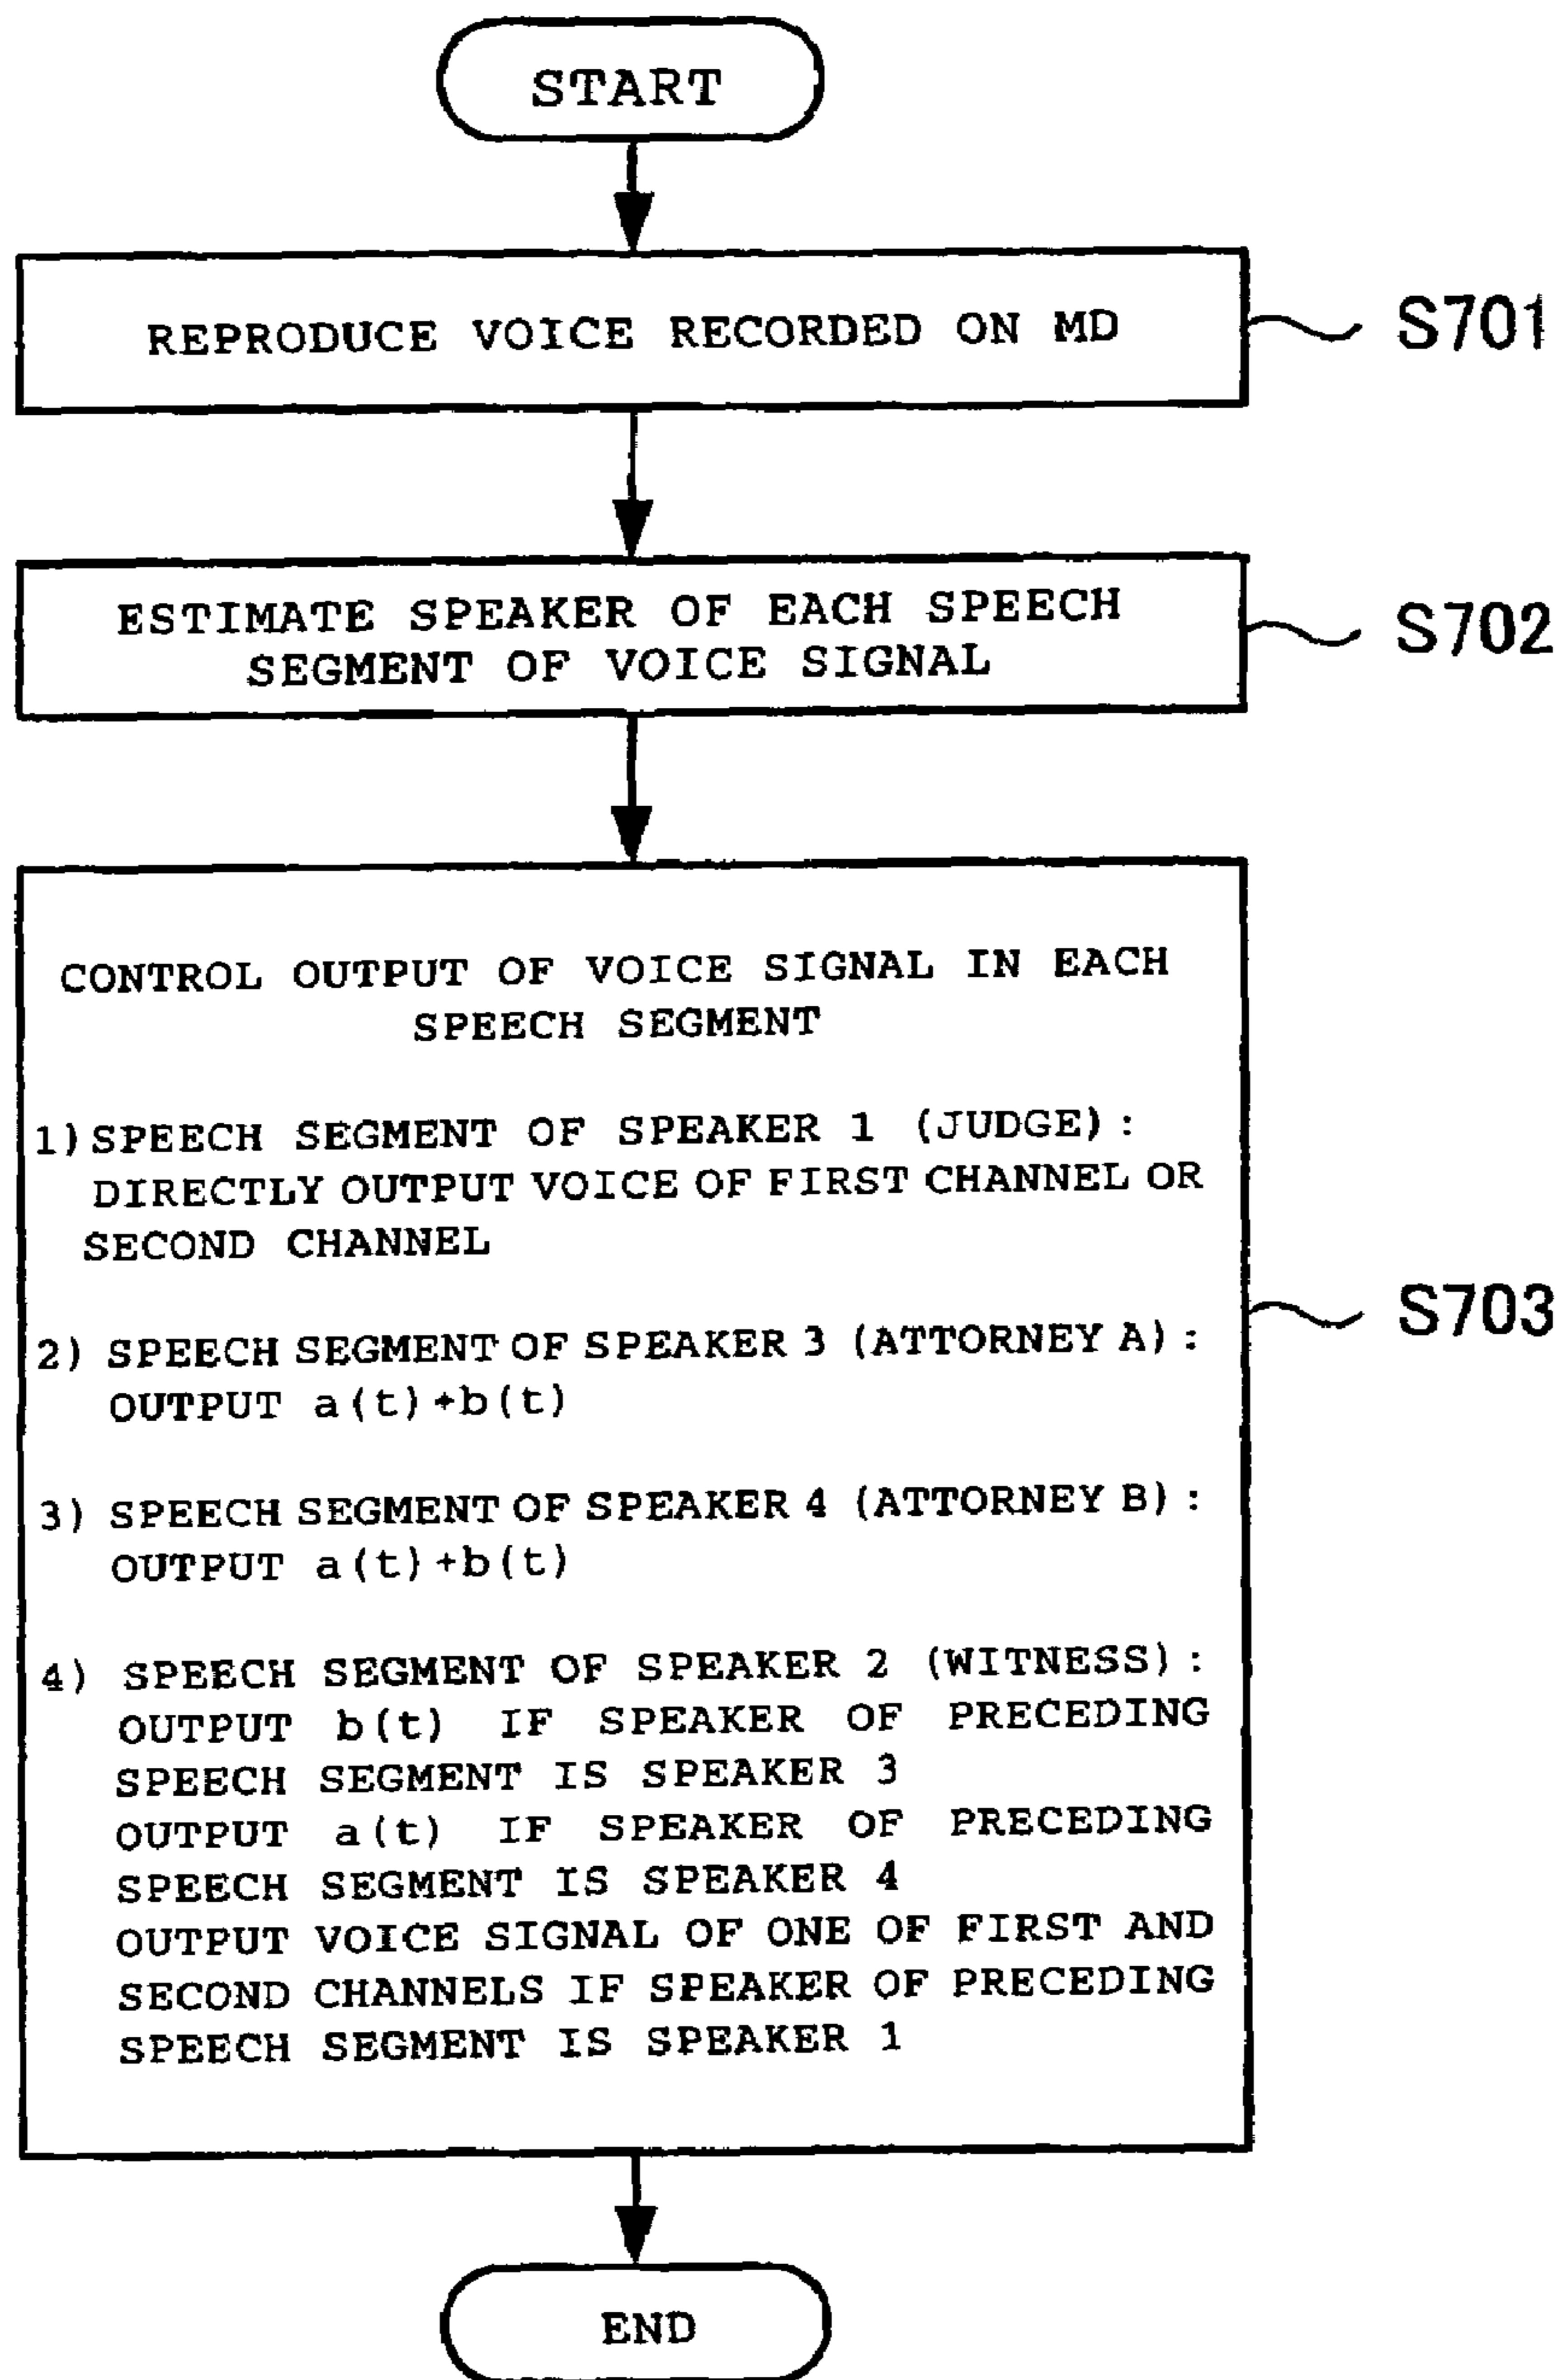 START
REPRODUCE VOICE RECORDED ON MD
S701
ESTIMATE SPEAKER OF EACH SPEECH
SEGMENT OF VOICE SIGNAL
S702
CONTROL OUTPUT OF VOICE SIGNAL IN EACH
SPEECH SEGMENT
1) SPEECH SEGMENT OF SPEAKER 1 (JUDGE):
DIRECTLY OUTPUT VOICE OF FIRST CHANNEL OR
SECOND CHANNEL
2) SPEECH SEGMENT OF SPEAKER 3 (ATTORNEY A):
OUTPUT a(t)+b(t)
3) SPEECH SEGMENT OF SPEAKER 4 (ATTORNEY B):
OUTPUT a(t)+b(t)
4) SPEECH SEGMENT OF SPEAKER 2 (WITNESS):
OUTPUT b(t) IF SPEAKER OF PRECEDING
SPEECH SEGMENT IS SPEAKER 3
OUTPUT a(t) IF SPEAKER OF PRECEDING
SPEECH SEGMENT IS SPEAKER 4
OUTPUT VOICE SIGNAL OF ONE OF FIRST AND
SECOND CHANNELS IF SPEAKER OF PRECEDING
SPEECH SEGMENT IS SPEAKER 1
S703
END